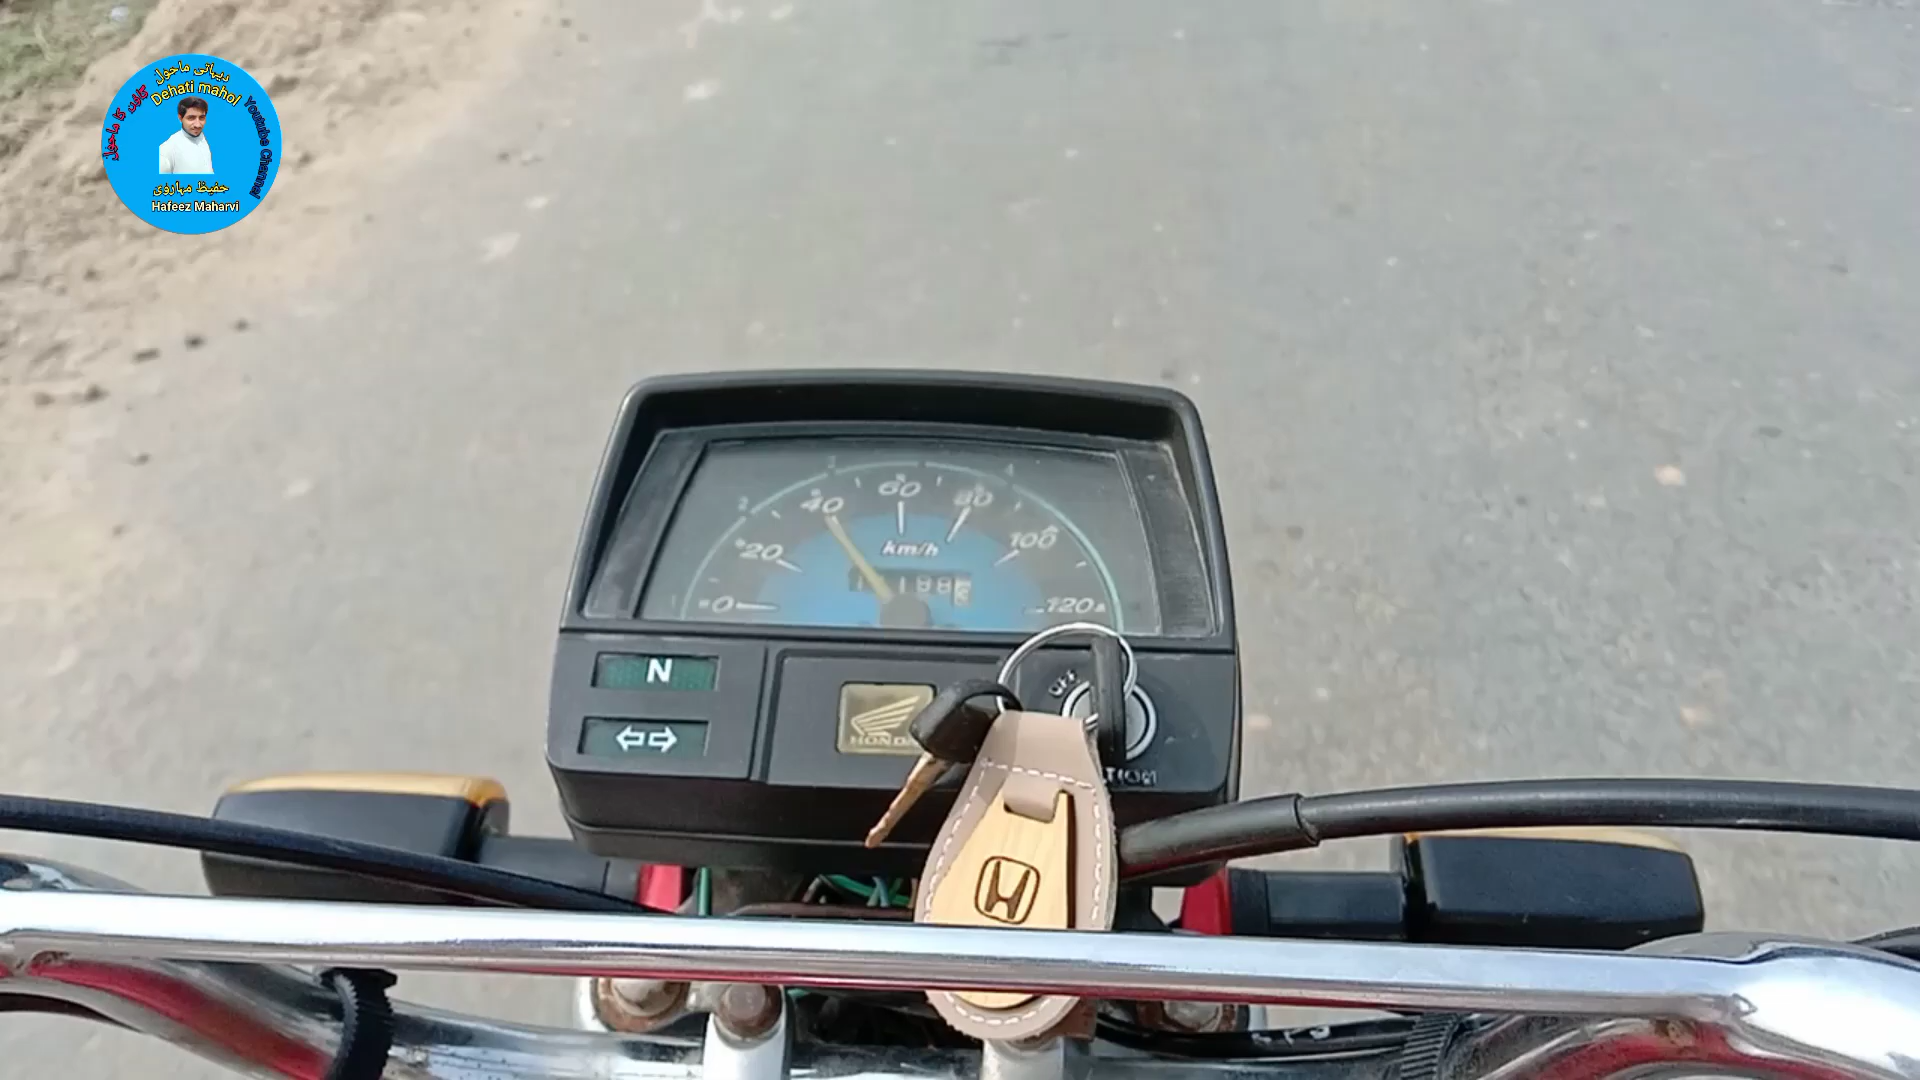 دیہاتی ماحول
Dehati mahol
گاؤں کا ماحول
Youtube Channel
حفیظ مہاروی
Hafeez Maharvi
0
20
40
60
80
100
120
km/h
N
HONDA
OFF